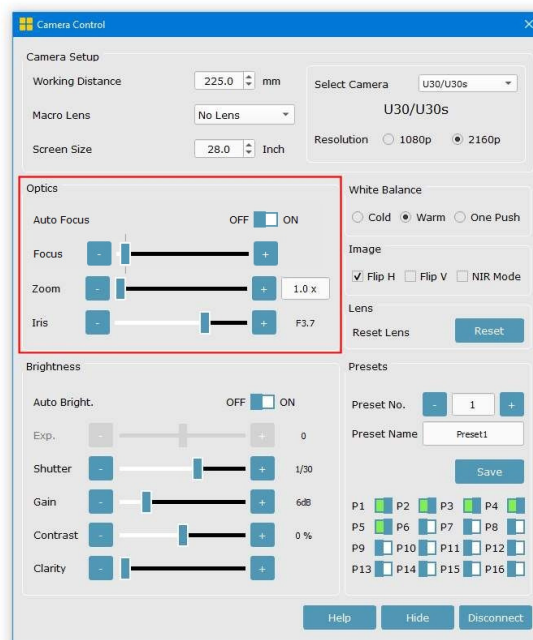 Camera Control
Camera Setup
Working Distance 225.0 mm
Macro Lens No Lens
Screen Size 28.0 Inch
Select Camera U30/U30s
U30/U30s
Resolution 1080p 2160p
Optics
Auto Focus OFF ON
Focus - +
Zoom - + 1.0 x
Iris - + F3.7
White Balance
Cold Warm One Push
Image
Flip H Flip V NIR Mode
Lens
Reset Lens Reset
Brightness
Auto Bright. OFF ON
Exp. - + 0
Shutter - + 1/30
Gain - + 6dB
Contrast - + 0 %
Clarity - +
Presets
Preset No. - 1 +
Preset Name Preset1
Save
P1 P2 P3 P4
P5 P6 P7 P8
P9 P10 P11 P12
P13 P14 P15 P16
Help Hide Disconnect